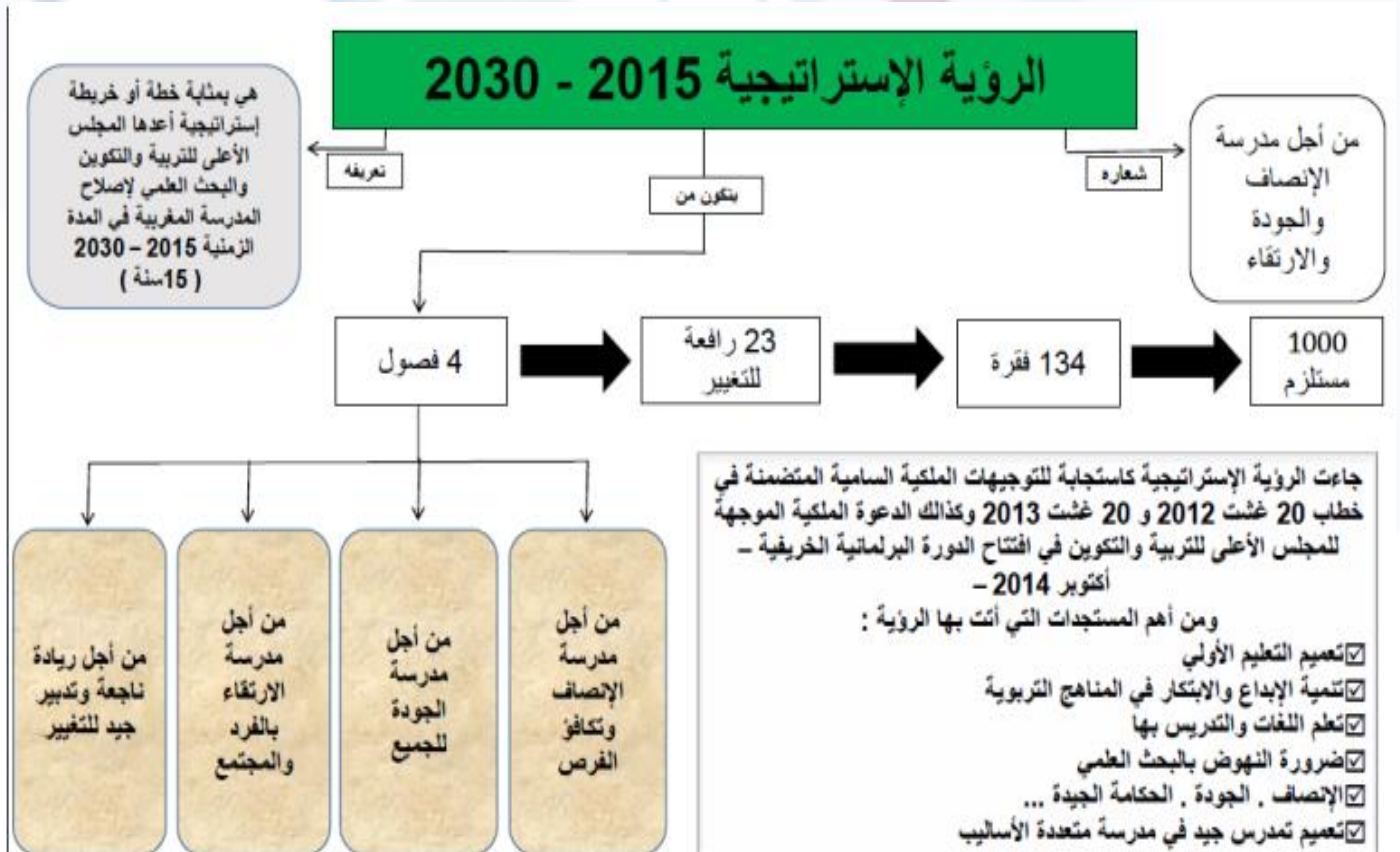 الرؤية الإستراتيجية 2015 - 2030
من أجل مدرسة
الإنصاف
والجودة
والارتقاء
شعاره
يتكون من
تعريفه
هي بمثابة خطة أو خريطة
إستراتيجية أعدها المجلس
الأعلى للتربية والتكوين
والبحث العلمي لإصلاح
المدرسة المغربية في المدة
الزمنية 2015 – 2030
( 15سنة )
4 فصول
23 رافعة
للتغيير
134 فقرة
1000
مستلزم
من أجل
مدرسة
الإنصاف
وتكافؤ
الفرص
من أجل
مدرسة
الجودة
للجميع
من أجل
مدرسة
الارتقاء
بالفرد
والمجتمع
من أجل ريادة
ناجعة وتدبير
جيد للتغيير
جاءت الرؤية الإستراتيجية كاستجابة للتوجيهات الملكية السامية المتضمنة في
خطاب 20 غشت 2012 و 20 غشت 2013 وكذالك الدعوة الملكية الموجهة
للمجلس الأعلى للتربية والتكوين في افتتاح الدورة البرلمانية الخريفية –
أكتوبر 2014 –
ومن أهم المستجدات التي أتت بها الرؤية :
☑تعميم التعليم الأولي
☑تنمية الإبداع والابتكار في المناهج التربوية
☑تعلم اللغات والتدريس بها
☑ضرورة النهوض بالبحث العلمي
☑الإنصاف . الجودة . الحكامة الجيدة ...
☑تعميم تمدرس جيد في مدرسة متعددة الأساليب